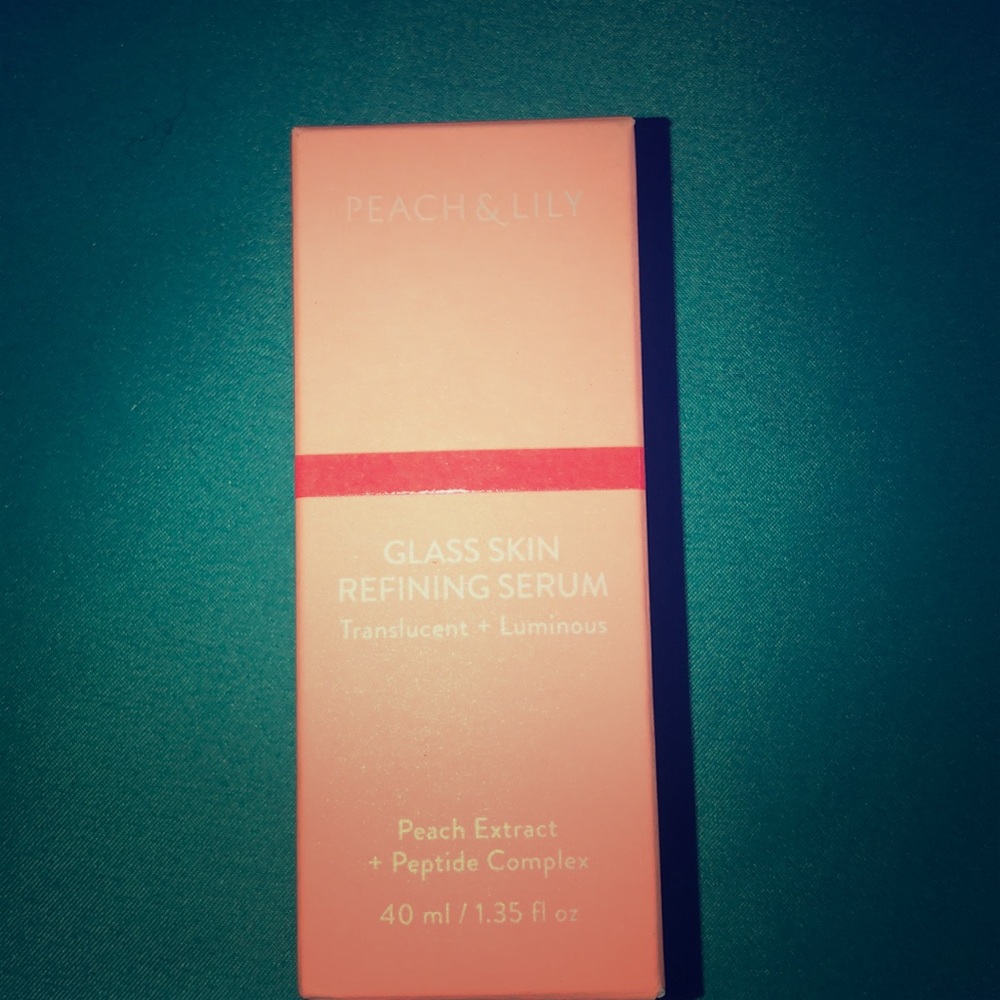 PEACH & LILY
GLASS SKIN
REFINING SERUM
Translucent + Luminous
Peach Extract
+ Peptide Complex
40 ml / 1.35 fl oz